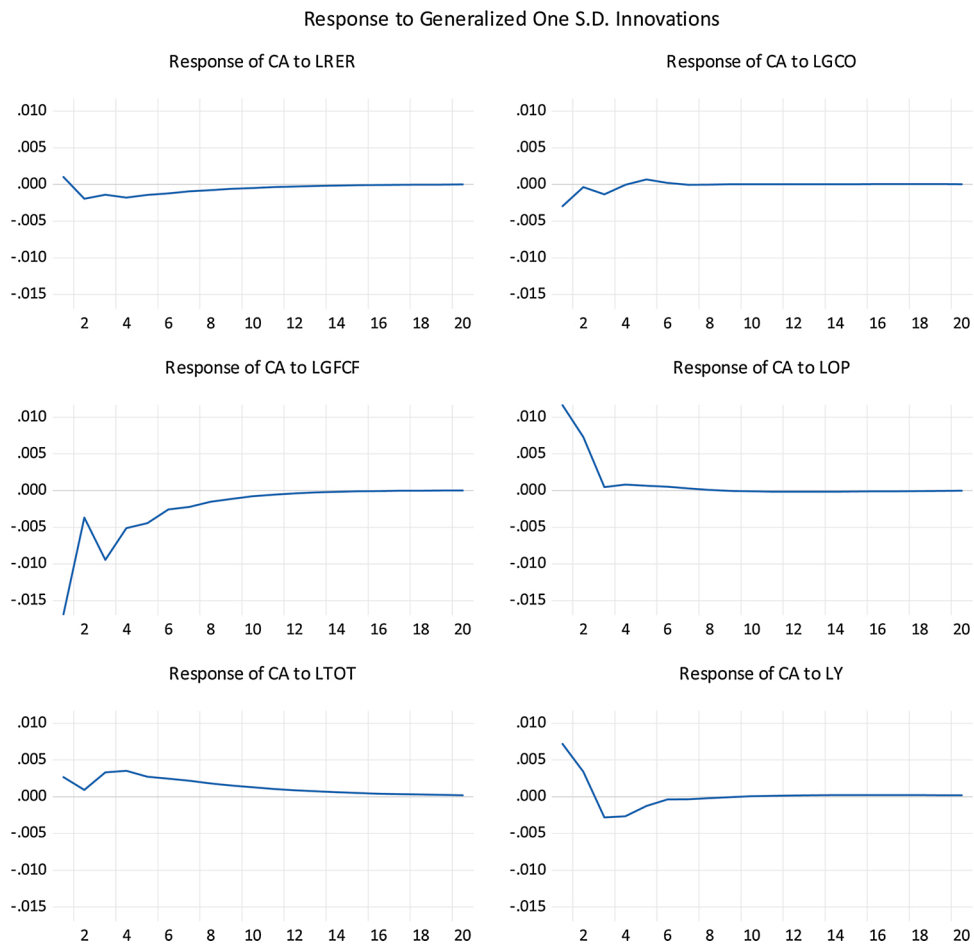 Response to Generalized One S.D. Innovations
Response of CA to LRER
.010
.005
.000
-.005
-.010
-.015
2 4 6 8 10 12 14 16 18 20
Response of CA to LGCO
.010
.005
.000
-.005
-.010
-.015
2 4 6 8 10 12 14 16 18 20
Response of CA to LGFCF
.010
.005
.000
-.005
-.010
-.015
2 4 6 8 10 12 14 16 18 20
Response of CA to LOP
.010
.005
.000
-.005
-.010
-.015
2 4 6 8 10 12 14 16 18 20
Response of CA to LTOT
.010
.005
.000
-.005
-.010
-.015
2 4 6 8 10 12 14 16 18 20
Response of CA to LY
.010
.005
.000
-.005
-.010
-.015
2 4 6 8 10 12 14 16 18 20